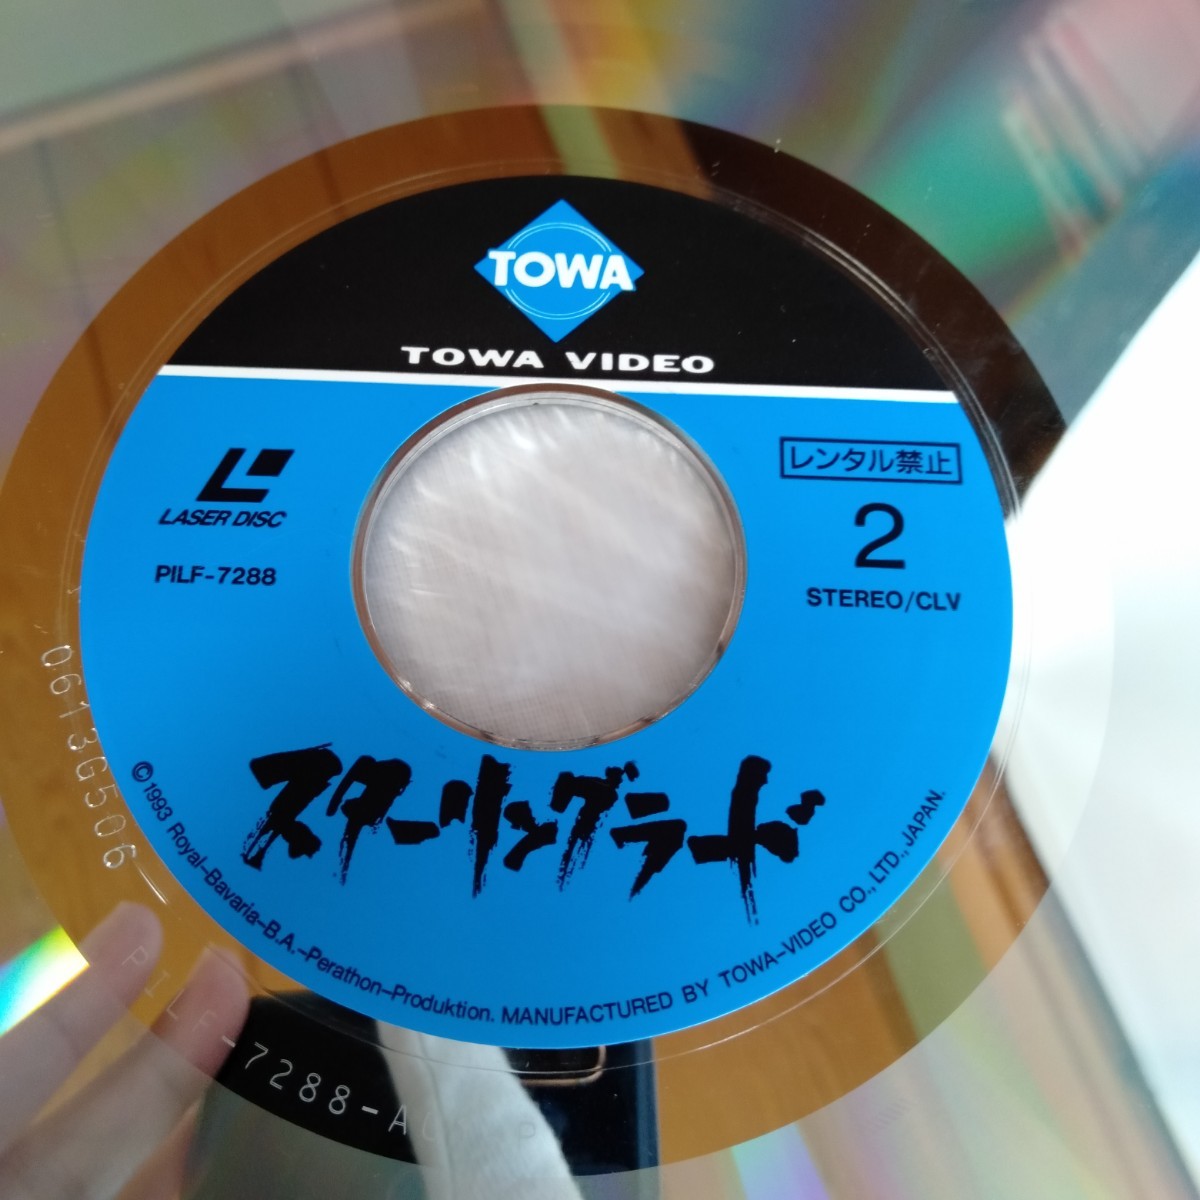 TOWA
TOWA VIDEO
LASER DISC
PILF-7288
レンタル禁止
2
STEREO/CLV
スターリングラード
©1993 Royal-Bavaria-B.A.-Perathon-Produktion. MANUFACTURED BY TOWA-VIDEO CO., LTD., JAPAN.
0613G506
PILF-7288-A